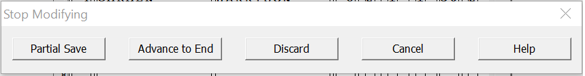 Stop Modifying
Partial Save Advance to End Discard Cancel Help